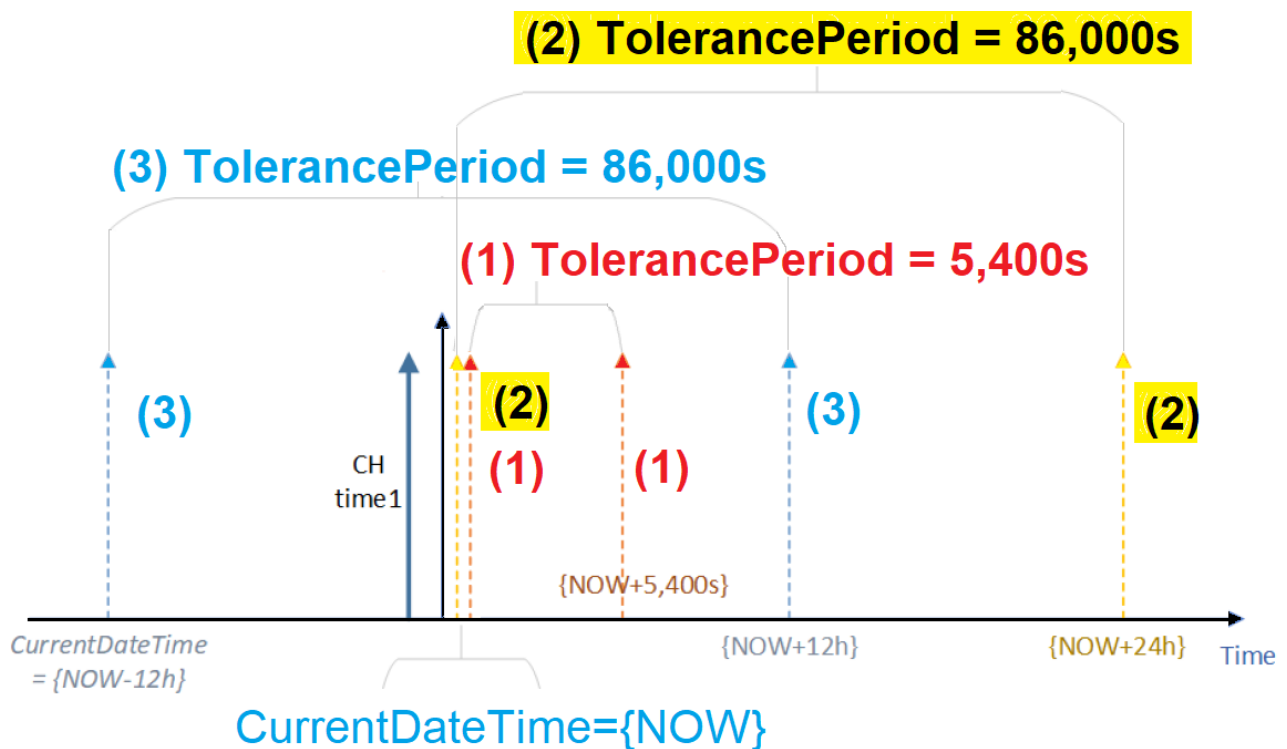 (2) TolerancePeriod = 86,000s
(3) TolerancePeriod = 86,000s
(1) TolerancePeriod = 5,400s
(3)
(2)
(3)
(2)
CH
time1
(1)
(1)
{NOW+5,400s}
CurrentDateTime
= {NOW-12h}
{NOW+12h}
{NOW+24h}
Time
CurrentDateTime={NOW}